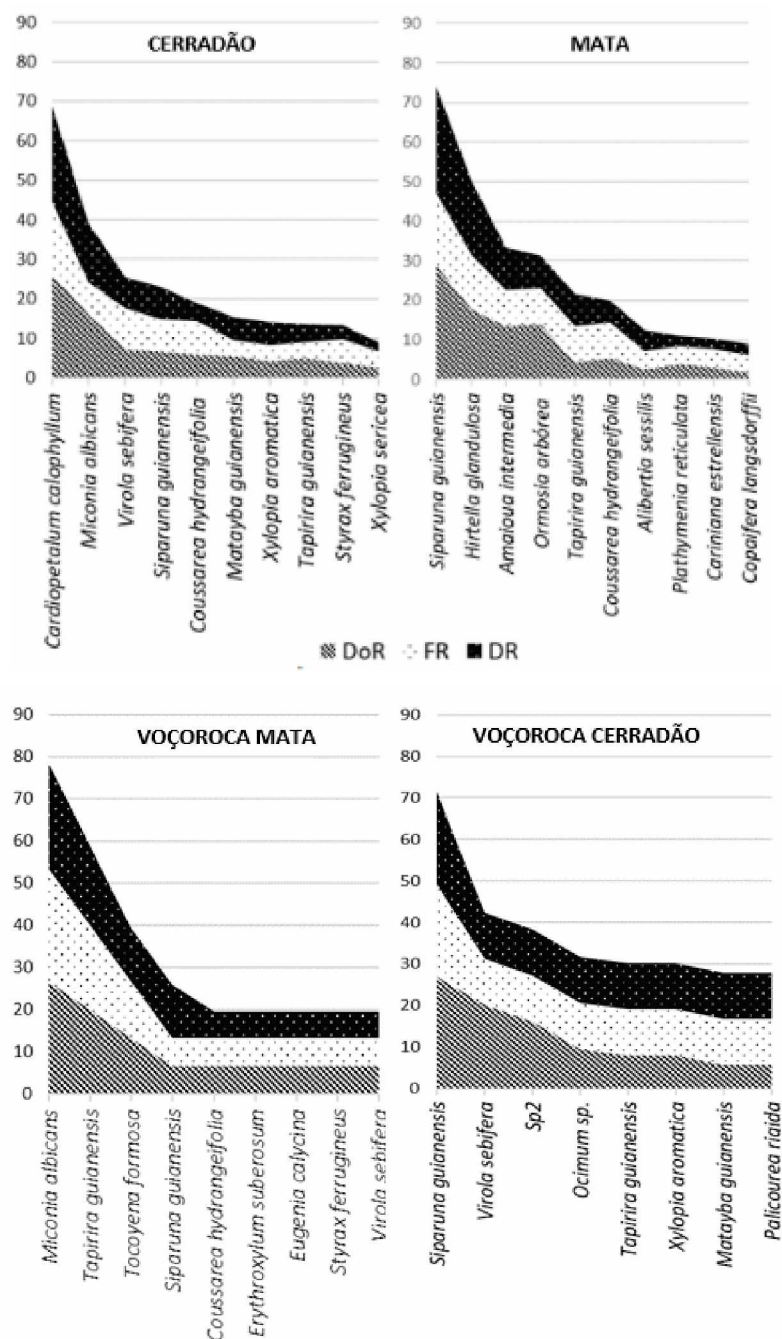 90
80
70
60
50
40
30
20
10
0
CERRADÃO
Cardiopetalum calophyllum
Miconia albicans
Virola sebifera
Siparuna guianensis
Coussarea hydrangeifolia
Matayba guianensis
Xylopia aromatica
Tapirira guianensis
Styrax ferrugineus
Xylopia sericea
90
80
70
60
50
40
30
20
10
0
MATA
Siparuna guianensis
Hirtella glandulosa
Amaioua intermedia
Ormosia arbórea
Tapirira guianensis
Coussarea hydrangeifolia
Alibertia sessilis
Plathymenia reticulata
Cariniana estrellensis
Copaifera langsdorffii
DoR FR DR
90
80
70
60
50
40
30
20
10
0
VOÇOROCA MATA
Miconia albicans
Tapirira guianensis
Tocoyena formosa
Siparuna guianensis
Coussarea hydrangeifolia
Erythroxylum suberosum
Eugenia calycina
Styrax ferrugineus
Virola sebifera
90
80
70
60
50
40
30
20
10
0
VOÇOROCA CERRADÃO
Siparuna guianensis
Virola sebifera
Sp2
Ocimum sp.
Tapirira guianensis
Xylopia aromatica
Matayba guianensis
Palicourea riaida